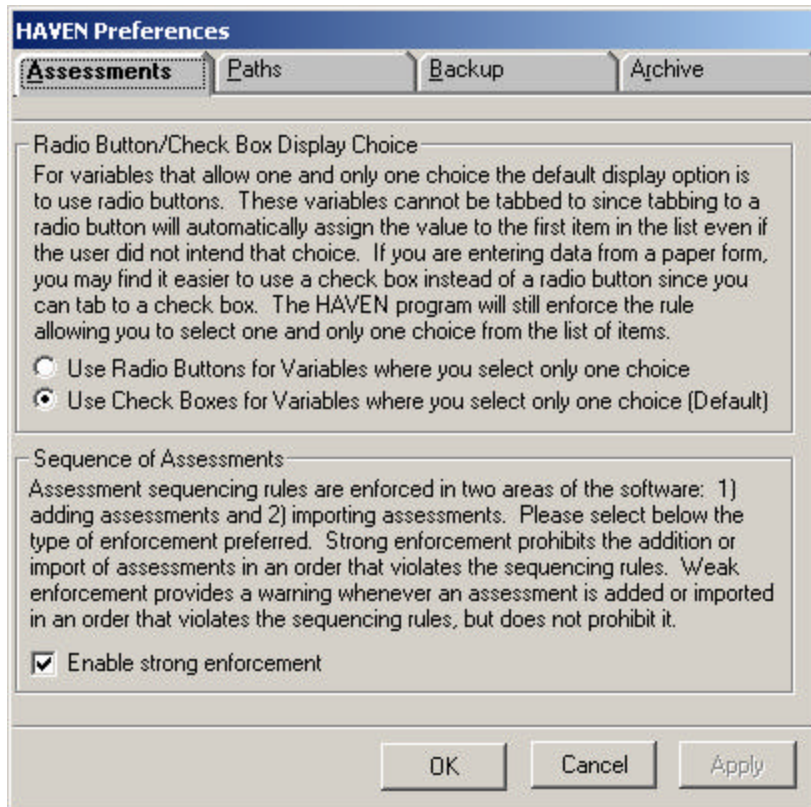 HAVEN Preferences
Assessments Paths Backup Archive
Radio Button/Check Box Display Choice
For variables that allow one and only one choice the default display option is
to use radio buttons. These variables cannot be tabbed to since tabbing to a
radio button will automatically assign the value to the first item in the list even if
the user did not intend that choice. If you are entering data from a paper form,
you may find it easier to use a check box instead of a radio button since you
can tab to a check box. The HAVEN program will still enforce the rule
allowing you to select one and only one choice from the list of items.
Use Radio Buttons for Variables where you select only one choice
Use Check Boxes for Variables where you select only one choice (Default)
Sequence of Assessments
Assessment sequencing rules are enforced in two areas of the software: 1)
adding assessments and 2) importing assessments. Please select below the
type of enforcement preferred. Strong enforcement prohibits the addition or
import of assessments in an order that violates the sequencing rules. Weak
enforcement provides a warning whenever an assessment is added or imported
in an order that violates the sequencing rules, but does not prohibit it.
Enable strong enforcement
OK Cancel Apply